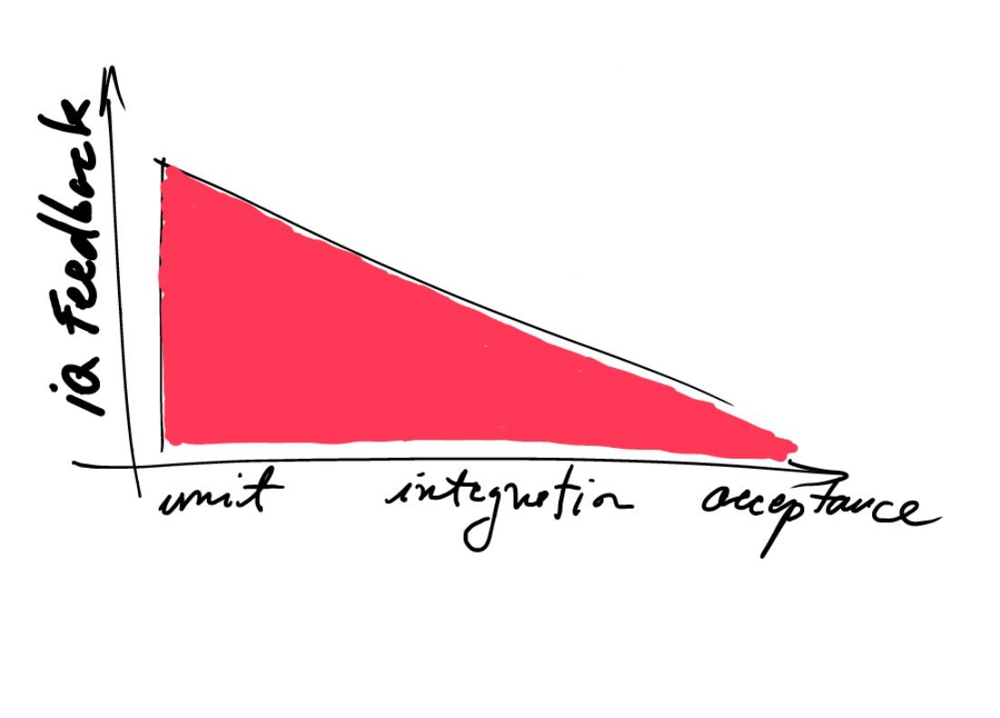 iQ Feedback
unit
integration
acceptance